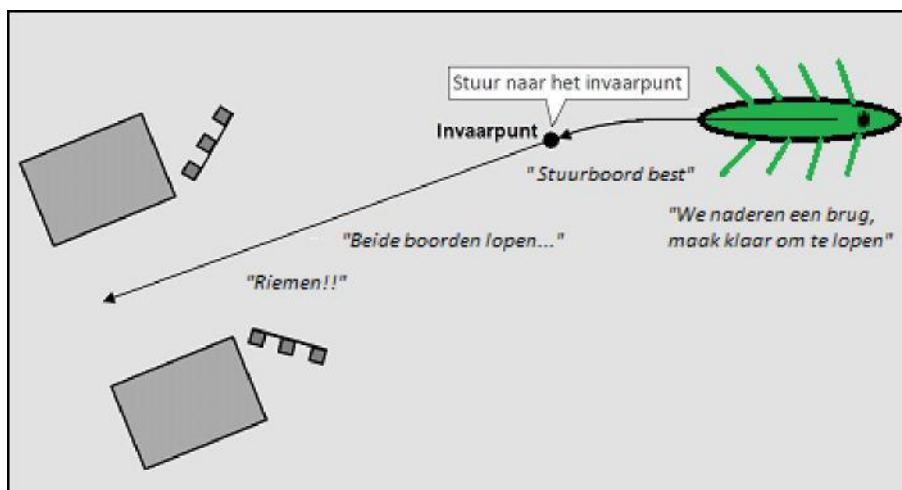 Stuur naar het invaarpunt
Invaarpunt
" Stuurboord best"
"We naderen een brug,
maak klaar om te lopen"
"Beide boorden lopen..."
"Riemen!!"